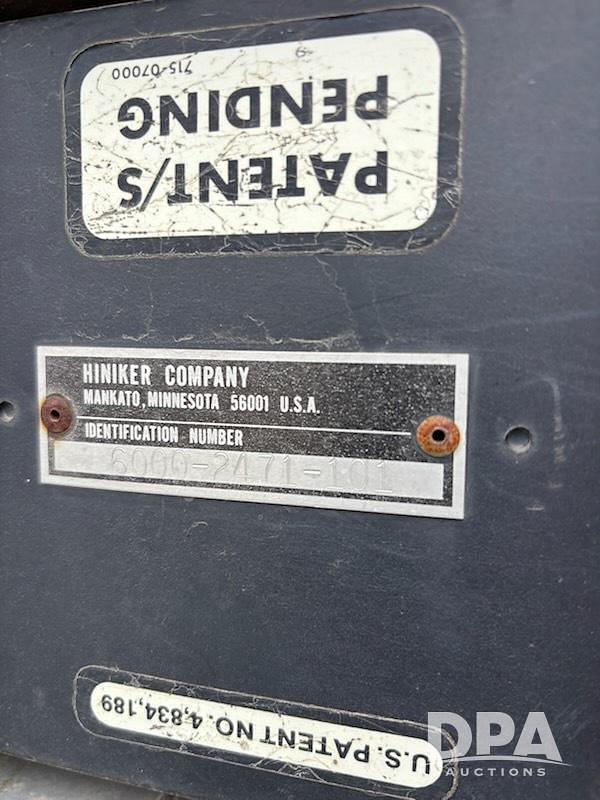 PATENT/S
PENDING
715-07000
HINIKER COMPANY
MANKATO, MINNESOTA 56001 U.S.A.
IDENTIFICATION NUMBER
6000-2471-101
U.S. PATENT NO. 4,834,189
DPA
AUCTIONS